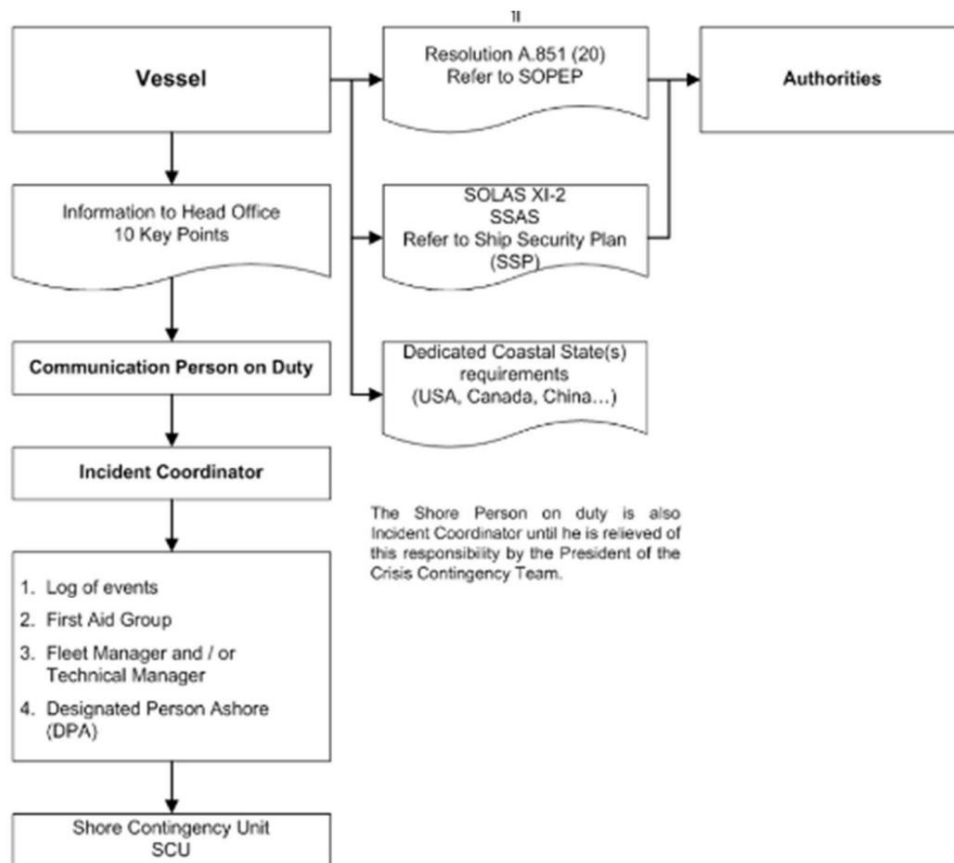 Vessel
Resolution A.851 (20)
Refer to SOPEP
Authorities
Information to Head Office
10 Key Points
SOLAS XI-2
SSAS
Refer to Ship Security Plan
(SSP)
Communication Person on Duty
Dedicated Coastal State(s)
requirements
(USA, Canada, China…)
Incident Coordinator
The Shore Person on duty is also
Incident Coordinator until he is relieved of
this responsibility by the President of the
Crisis Contingency Team.
1. Log of events
2. First Aid Group
3. Fleet Manager and / or
Technical Manager
4. Designated Person Ashore
(DPA)
Shore Contingency Unit
SCU